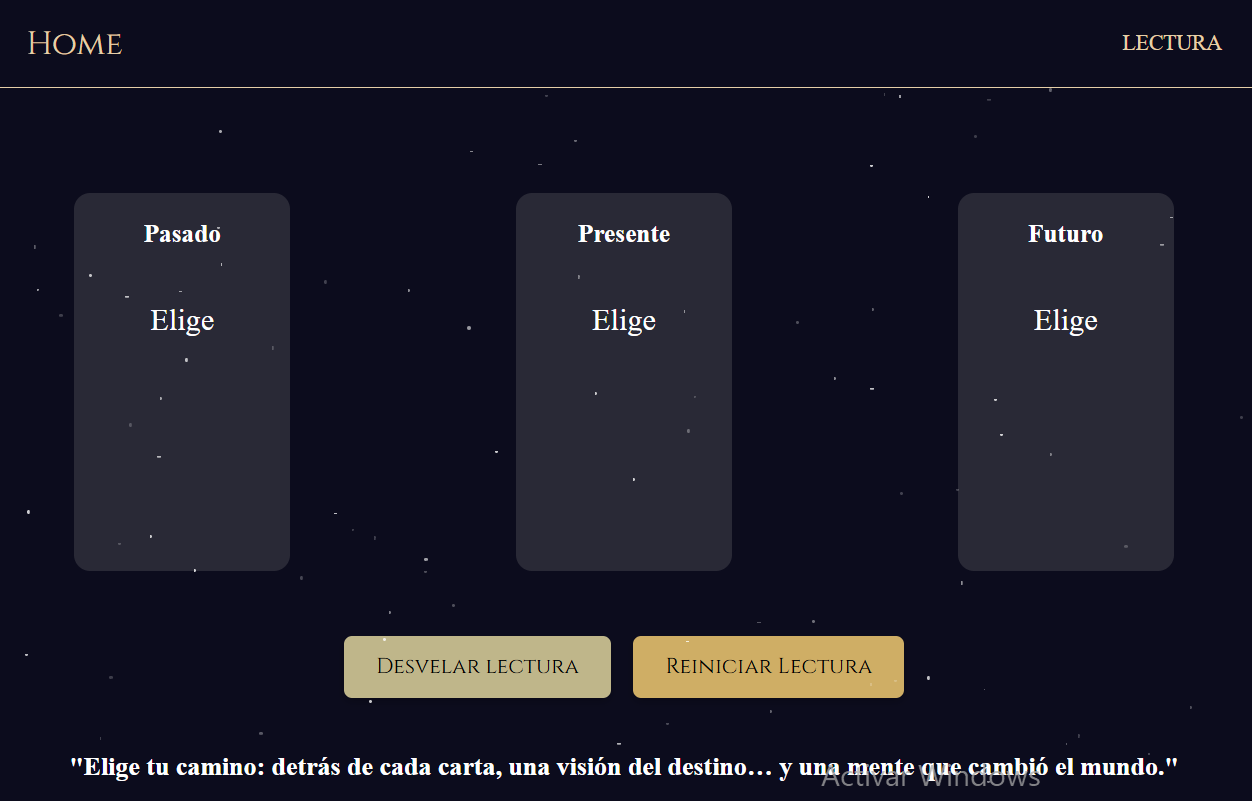 Home
LECTURA
Pasado
Presente
Futuro
Elige
Elige
Elige
Desvelar lectura
Reiniciar Lectura
"Elige tu camino: detrás de cada carta, una visión del destino… y una mente que cambió el mundo."
Activar Windows